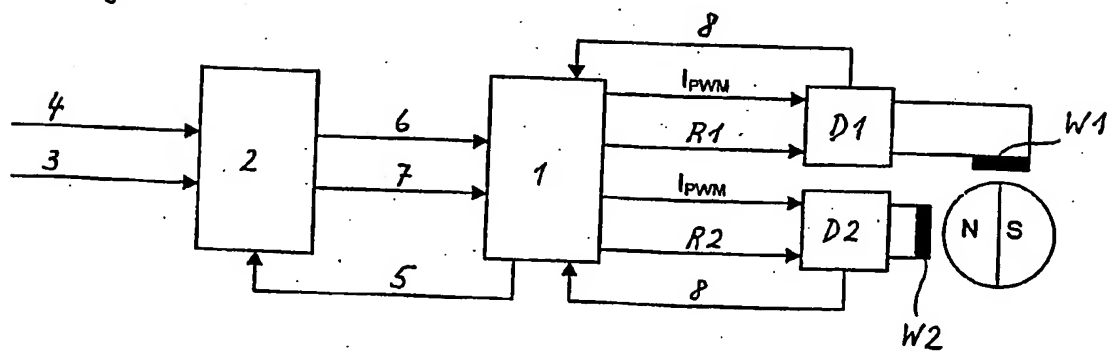 8
4 6 I_PWM D1 W1
R1
3 2 7 1
I_PWM
R2 D2 N S
5 8
W2